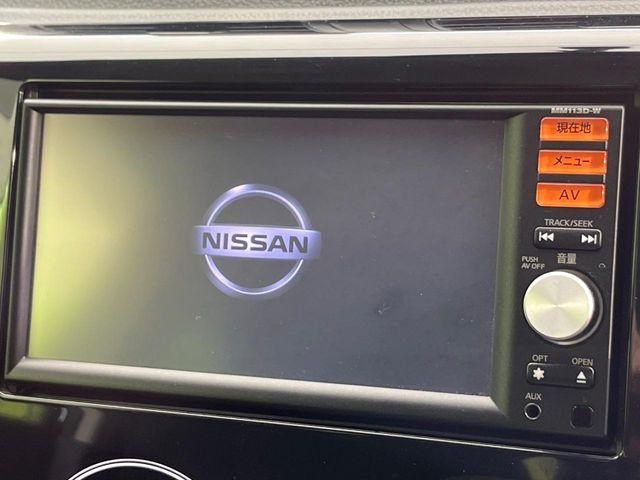 MM113D-W
現在地
メニュー
AV
NISSAN
TRACK/SEEK
音量
PUSH
AV OFF
OPT
OPEN
AUX